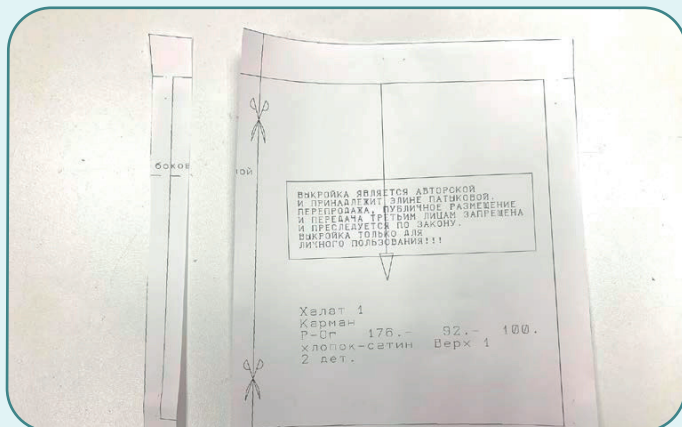 боков
ой
ВЫКРОЙКА ЯВЛЯЕТСЯ АВТОРСКОЙ
И ПРИНАДЛЕЖИТ ЭЛИНЕ ПАТЫКОВОЙ.
ПЕРЕПРОДАЖА, ПУБЛИЧНОЕ РАЗМЕЩЕНИЕ
И ПЕРЕДАЧА ТРЕТЬИМ ЛИЦАМ ЗАПРЕЩЕНА
И ПРЕСЛЕДУЕТСЯ ПО ЗАКОНУ.
ВЫКРОЙКА ТОЛЬКО ДЛЯ
ЛИЧНОГО ПОЛЬЗОВАНИЯ!!!
Халат 1
Карман
Р-Ог 176.- 92.- 100.
хлопок-сатин Верх 1
2 дет.